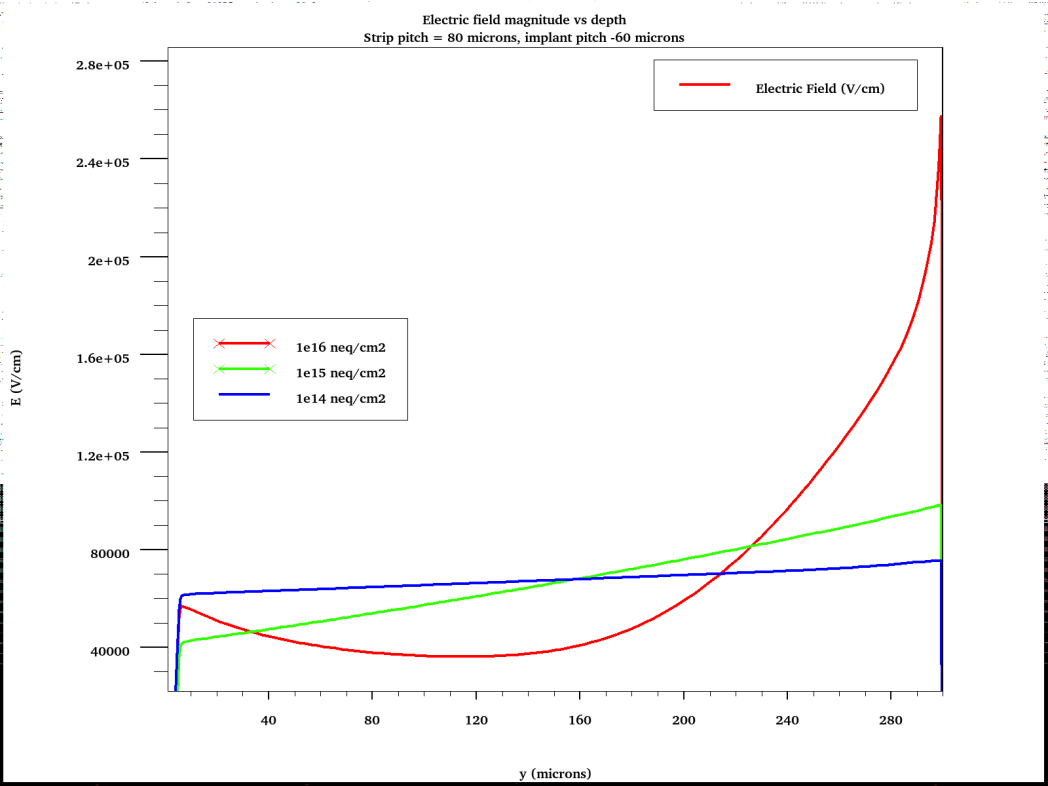 Electric field magnitude vs depth
Strip pitch = 80 microns, implant pitch -60 microns
2.8e+05
Electric Field (V/cm)
2.4e+05
2e+05
1.6e+05
1e16 neq/cm2
1e15 neq/cm2
1e14 neq/cm2
E (V/cm)
1.2e+05
80000
40000
40 80 120 160 200 240 280
y (microns)